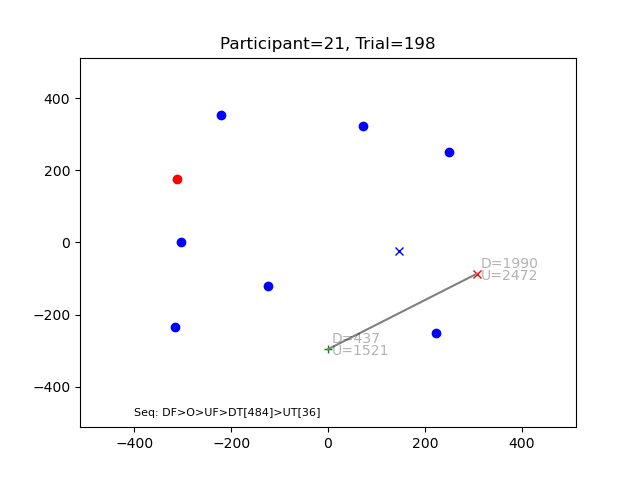 Participant=21, Trial=198
400
200
0
−200
−400
D=1990
U=2472
D=437
U=1521
Seq: DF>O>UF>DT[484]>UT[36]
−400
−200
0
200
400